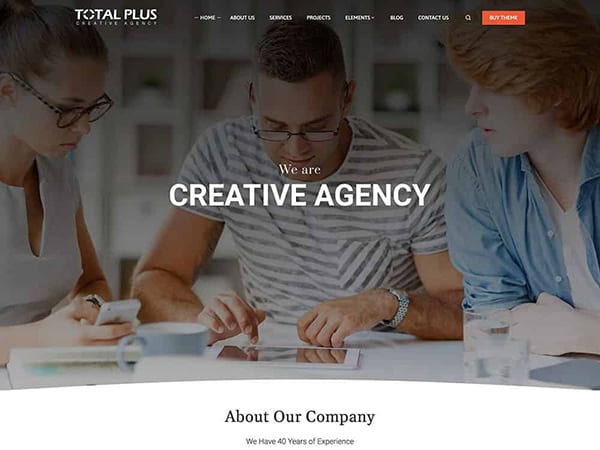 TOTAL PLUS
CREATIVE AGENCY
HOME
ABOUT US
SERVICES
PROJECTS
ELEMENTS
BLOG
CONTACT US
BUY THEME
We are
CREATIVE AGENCY
About Our Company
We Have 40 Years of Experience